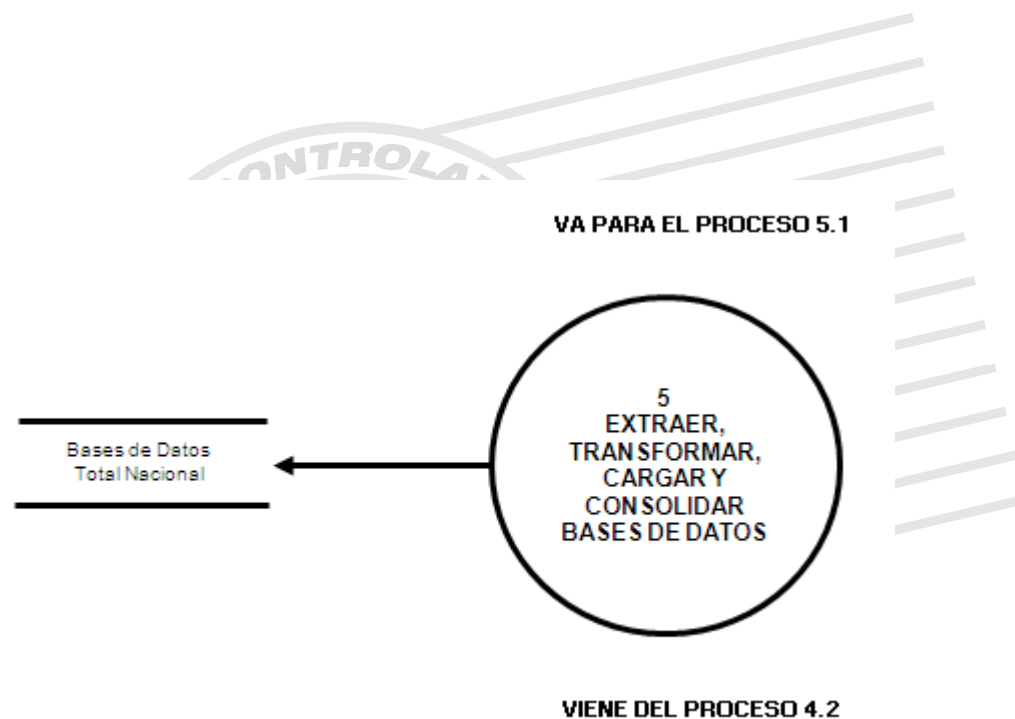 VA PARA EL PROCESO 5.1
5
EXTRAER,
TRANSFORMAR,
CARGAR Y
CONSOLIDAR
BASES DE DATOS
Bases de Datos
Total Nacional
VIENE DEL PROCESO 4.2